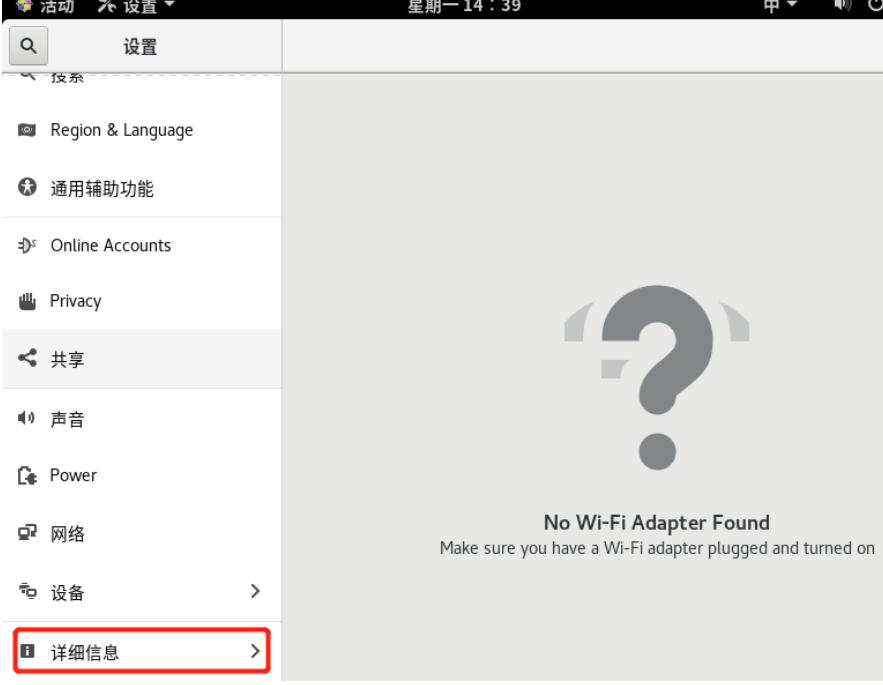 活动 设置 星期一 14：39 中
设置
搜索
Region & Language
通用辅助功能
Online Accounts
Privacy
共享
声音
Power
网络
设备
详细信息
No Wi-Fi Adapter Found
Make sure you have a Wi-Fi adapter plugged and turned on